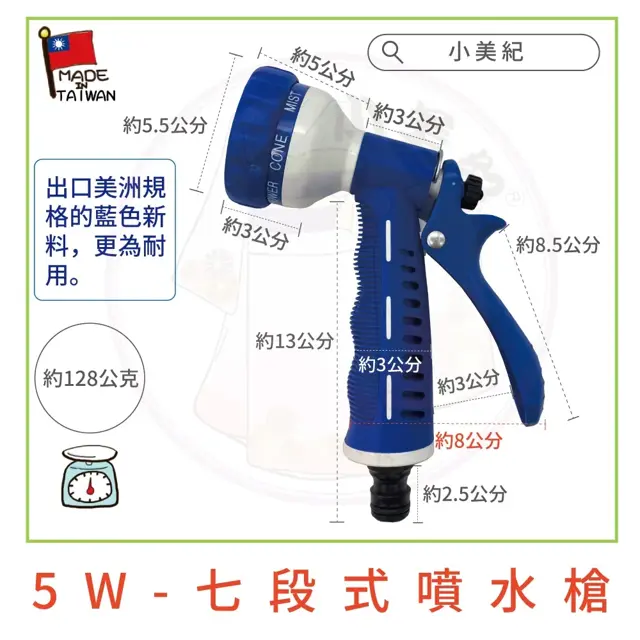 MADE
IN
TAIWAN
小美紀
約5公分
約5.5公分
約3公分
MIST
CONE
約3公分
出口美洲規
格的藍色新
料，更為耐
用。
約8.5公分
約13公分
約3公分
約3公分
約128公克
約8公分
約2.5公分
5W-七段式噴水槍